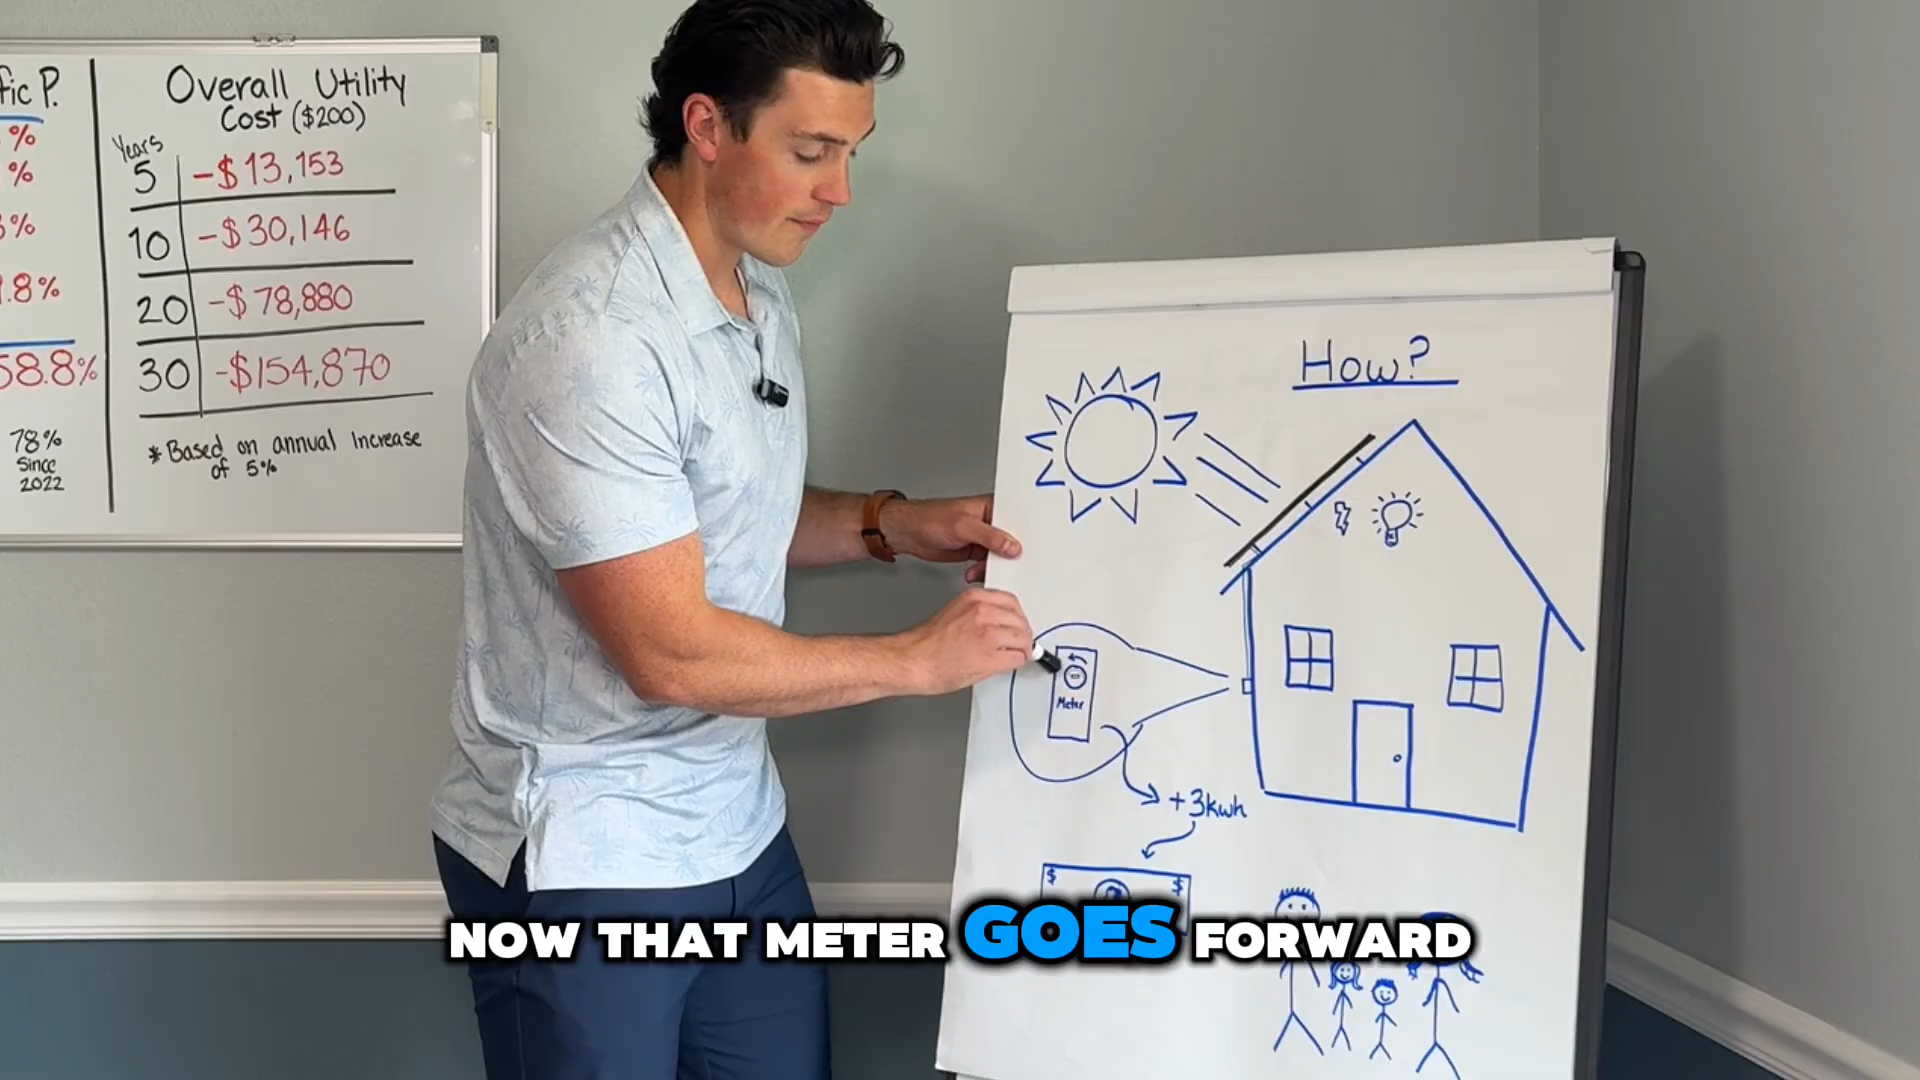 fic P.
%
%
3%
.8%
58.8%
78%
Since
2022
Overall Utility
Cost ($200)
Years
5 -$13,153
10 -$30,146
20 -$78,880
30 -$154,870
* Based on annual increase
of 5%
How?
Meter
+3kwh
$ $
NOW THAT METER GOES FORWARD